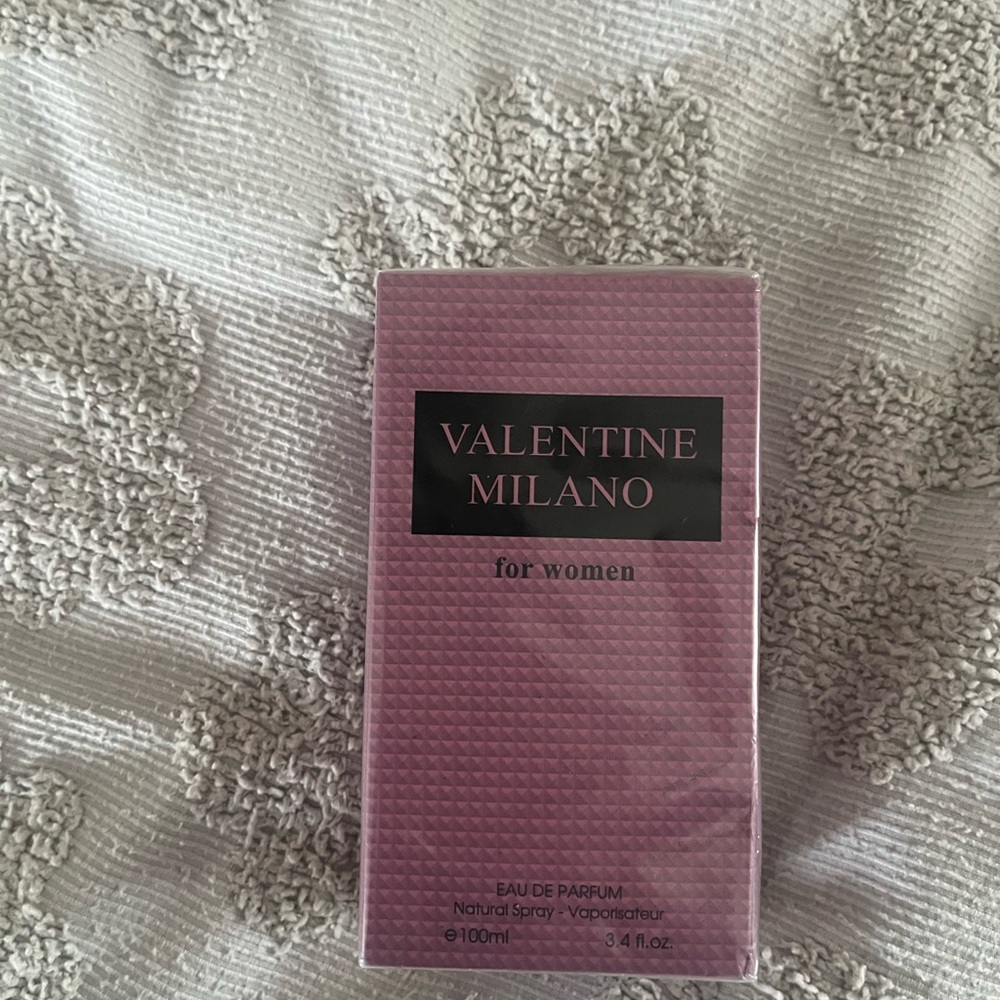 VALENTINE
MILANO
for women
EAU DE PARFUM
Natural Spray - Vaporisateur
℮100ml 3.4 fl.oz.